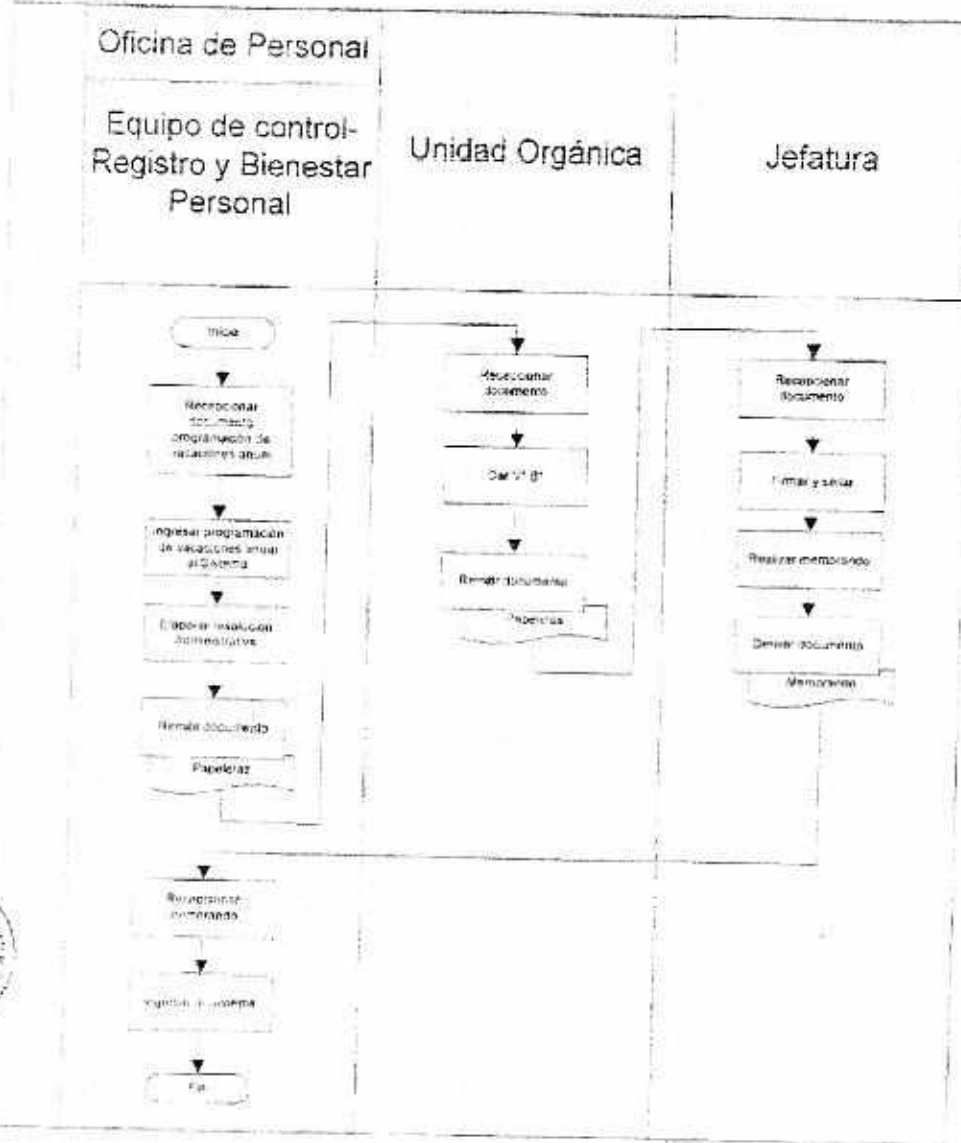 Oficina de Personal
Equipo de control-
Registro y Bienestar
Personal
Unidad Orgánica
Jefatura
Inicio
Recepcionar
documento
programación de
vacaciones anual
Ingresar programación
de vacaciones anual
al Sistema
Elaborar resolución
Administrativa
Remitir documento
Papeletas
Recepcionar
documento
Dar V° B°
Remitir documento
Papeletas
Recepcionar
documento
Firmar y sellar
Realizar memorando
Derivar documento
Memorando
Recepcionar
memorando
Sistema
Fin